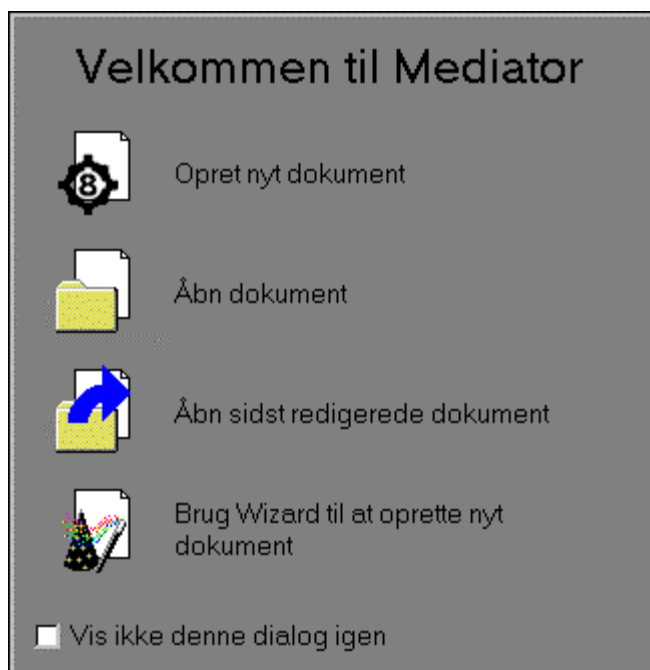 Velkommen til Mediator
8
Opret nyt dokument
Åbn dokument
Åbn sidst redigerede dokument
Brug Wizard til at oprette nyt
dokument
Vis ikke denne dialog igen